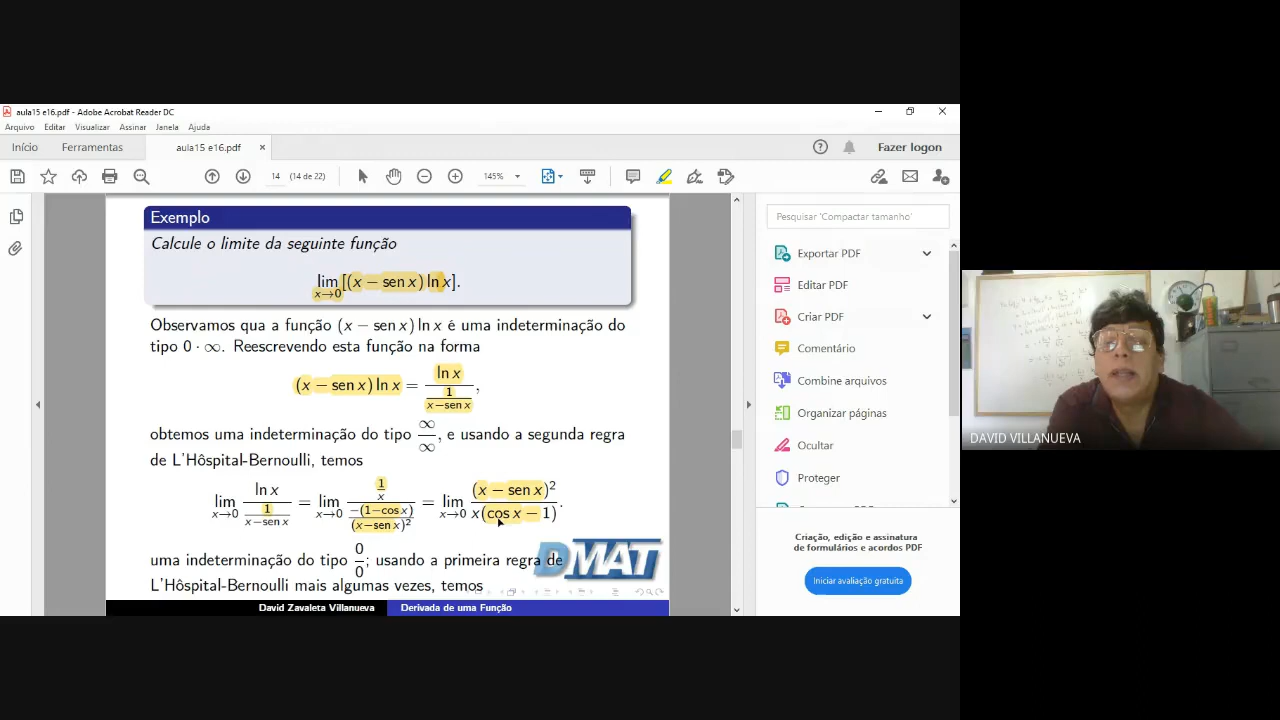 aula15 e16.pdf - Adobe Acrobat Reader DC
Arquivo Editar Visualizar Assinar Janela Ajuda
Início Ferramentas aula15 e16.pdf × Fazer logon
14 (14 de 22) 145%
Exemplo
Calcule o limite da seguinte função
lim x→0 [(x − sen x) ln x].
Observamos qua a função (x − sen x) ln x é uma indeterminação do
tipo 0 · ∞. Reescrevendo esta função na forma
(x − sen x) ln x = ln x / (1/(x−sen x)),
obtemos uma indeterminação do tipo ∞/∞, e usando a segunda regra
de L'Hôspital-Bernoulli, temos
lim x→0 ln x / (1/(x−sen x)) = lim x→0 (1/x) / (−(1−cos x)/(x−sen x)²) = lim x→0 (x − sen x)² / x(cos x − 1).
uma indeterminação do tipo 0/0; usando a primeira regra de
L'Hôspital-Bernoulli mais algumas vezes, temos
DMAT
David Zavaleta Villanueva Derivada de uma Função
Pesquisar 'Compactar tamanho'
Exportar PDF
Editar PDF
Criar PDF
Comentário
Combine arquivos
Organizar páginas
Ocultar
Proteger
Criação, edição e assinatura
de formulários e acordos PDF
Iniciar avaliação gratuita
DAVID VILLANUEVA